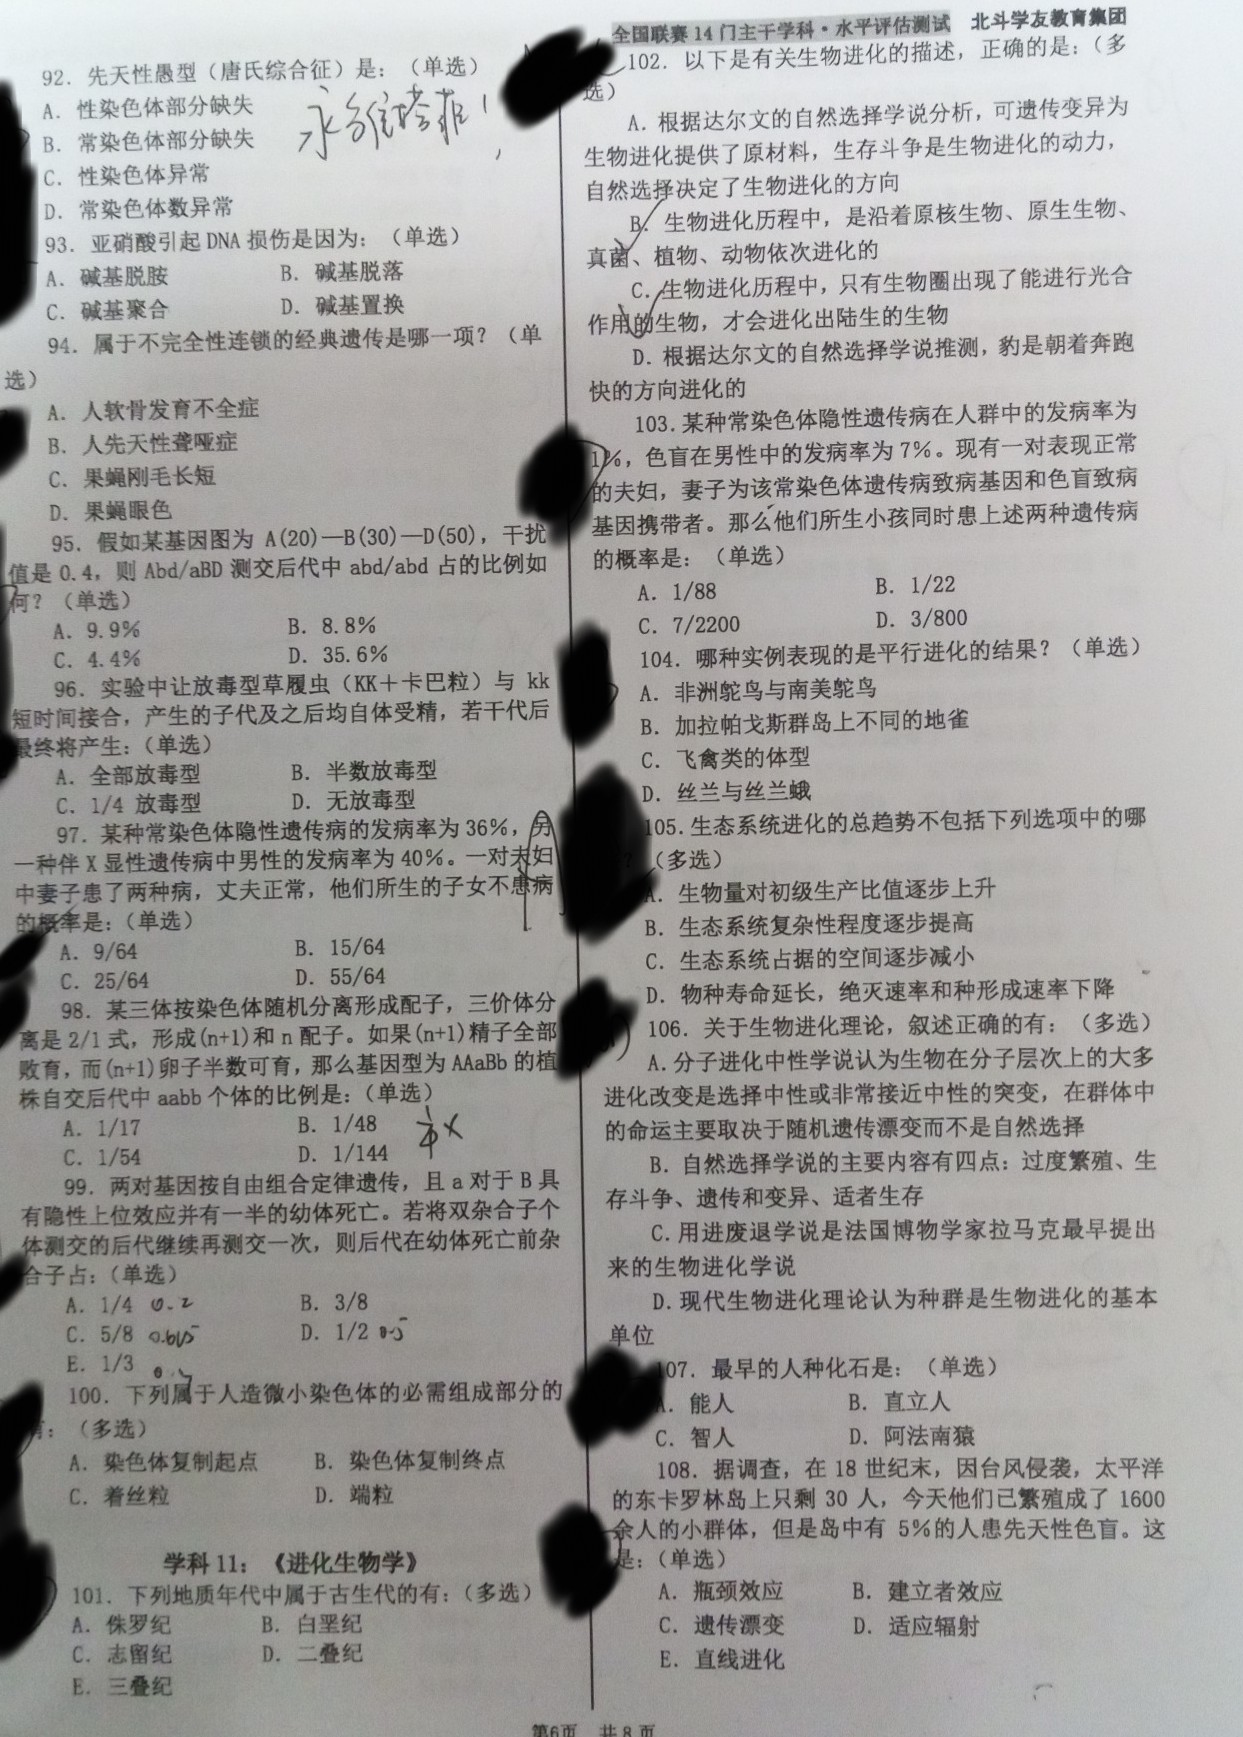 全国联赛14门主干学科·水平评估测试 北斗学友教育集团
92. 先天性愚型（唐氏综合征）是：（单选）
A. 性染色体部分缺失
B. 常染色体部分缺失
C. 性染色体异常
D. 常染色体数异常
93. 亚硝酸引起DNA损伤是因为：（单选）
A. 碱基脱胺 B. 碱基脱落
C. 碱基聚合 D. 碱基置换
94. 属于不完全性连锁的经典遗传是哪一项？（单
选）
A. 人软骨发育不全症
B. 人先天性聋哑症
C. 果蝇刚毛长短
D. 果蝇眼色
95. 假如某基因图为 A(20)—B(30)—D(50)，干扰
值是0.4，则Abd/aBD测交后代中abd/abd占的比例如
何？（单选）
A. 9.9% B. 8.8%
C. 4.4% D. 35.6%
96. 实验中让放毒型草履虫（KK＋卡巴粒）与 kk
短时间接合，产生的子代及之后均自体受精，若干代后
最终将产生：（单选）
A. 全部放毒型 B. 半数放毒型
C. 1/4 放毒型 D. 无放毒型
97. 某种常染色体隐性遗传病的发病率为36%，另
一种伴X显性遗传病中男性的发病率为40%。一对夫妇
中妻子患了两种病，丈夫正常，他们所生的子女不患病
的概率是：（单选）
A. 9/64 B. 15/64
C. 25/64 D. 55/64
98. 某三体按染色体随机分离形成配子，三价体分
离是2/1式，形成(n+1)和n配子。如果(n+1)精子全部
败育，而(n+1)卵子半数可育，那么基因型为AAaBb的植
株自交后代中aabb个体的比例是：（单选）
A. 1/17 B. 1/48
C. 1/54 D. 1/144
99. 两对基因按自由组合定律遗传，且a对于B具
有隐性上位效应并有一半的幼体死亡。若将双杂合子个
体测交的后代继续再测交一次，则后代在幼体死亡前杂
合子占：（单选）
A. 1/4 B. 3/8
C. 5/8 D. 1/2 0.5
E. 1/3
100. 下列属于人造微小染色体的必需组成部分的
：（多选）
A. 染色体复制起点 B. 染色体复制终点
C. 着丝粒 D. 端粒
学科11：《进化生物学》
101. 下列地质年代中属于古生代的有：（多选）
A. 侏罗纪 B. 白垩纪
C. 志留纪 D. 二叠纪
E. 三叠纪
102. 以下是有关生物进化的描述，正确的是：（多
选）
A. 根据达尔文的自然选择学说分析，可遗传变异为
生物进化提供了原材料，生存斗争是生物进化的动力，
自然选择决定了生物进化的方向
B. 生物进化历程中，是沿着原核生物、原生生物、
真菌、植物、动物依次进化的
C. 生物进化历程中，只有生物圈出现了能进行光合
作用的生物，才会进化出陆生的生物
D. 根据达尔文的自然选择学说推测，豹是朝着奔跑
快的方向进化的
103. 某种常染色体隐性遗传病在人群中的发病率为
1%，色盲在男性中的发病率为7%。现有一对表现正常
的夫妇，妻子为该常染色体遗传病致病基因和色盲致病
基因携带者。那么他们所生小孩同时患上述两种遗传病
的概率是：（单选）
A. 1/88 B. 1/22
C. 7/2200 D. 3/800
104. 哪种实例表现的是平行进化的结果？（单选）
A. 非洲鸵鸟与南美鸵鸟
B. 加拉帕戈斯群岛上不同的地雀
C. 飞禽类的体型
D. 丝兰与丝兰蛾
105. 生态系统进化的总趋势不包括下列选项中的哪
？（多选）
A. 生物量对初级生产比值逐步上升
B. 生态系统复杂性程度逐步提高
C. 生态系统占据的空间逐步减小
D. 物种寿命延长，绝灭速率和种形成速率下降
106. 关于生物进化理论，叙述正确的有：（多选）
A. 分子进化中性学说认为生物在分子层次上的大多
进化改变是选择中性或非常接近中性的突变，在群体中
的命运主要取决于随机遗传漂变而不是自然选择
B. 自然选择学说的主要内容有四点：过度繁殖、生
存斗争、遗传和变异、适者生存
C. 用进废退学说是法国博物学家拉马克最早提出
来的生物进化学说
D. 现代生物进化理论认为种群是生物进化的基本
单位
107. 最早的人种化石是：（单选）
A. 能人 B. 直立人
C. 智人 D. 阿法南猿
108. 据调查，在18世纪末，因台风侵袭，太平洋
的东卡罗林岛上只剩30人，今天他们已繁殖成了1600
余人的小群体，但是岛中有5%的人患先天性色盲。这
是：（单选）
A. 瓶颈效应 B. 建立者效应
C. 遗传漂变 D. 适应辐射
E. 直线进化
第6页 共8页